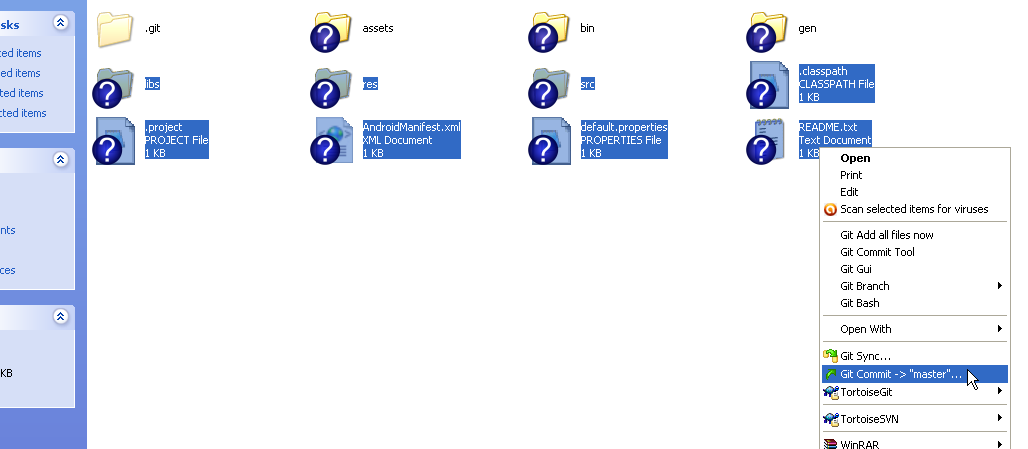 sks
.git
assets
bin
gen
ted items
ed items
ted items
cted items
libs
res
src
.classpath
CLASSPATH File
1 KB
.project
PROJECT File
1 KB
AndroidManifest.xml
XML Document
1 KB
default.properties
PROPERTIES File
1 KB
README.txt
Text Document
1 KB
nts
ces
KB
Open
Print
Edit
Scan selected items for viruses
Git Add all files now
Git Commit Tool
Git Gui
Git Branch
Git Bash
Open With
Git Sync...
Git Commit -> "master"...
TortoiseGit
TortoiseSVN
WinRAR